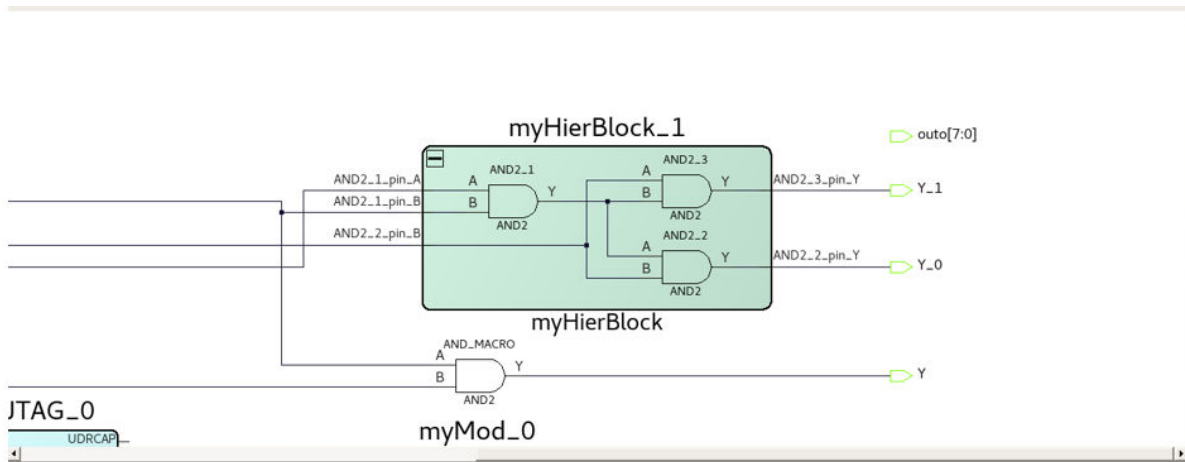 myHierBlock_1
outo[7:0]
AND2_1_pin_A
AND2_1_pin_B
AND2_2_pin_B
A
B
AND2_1
Y
AND2
AND2_3
A
B
Y
AND2
AND2_2
A
B
Y
AND2
AND2_3_pin_Y
Y_1
AND2_2_pin_Y
Y_0
myHierBlock
AND_MACRO
A
B
Y
AND2
Y
JTAG_0
UDRCAP
myMod_0